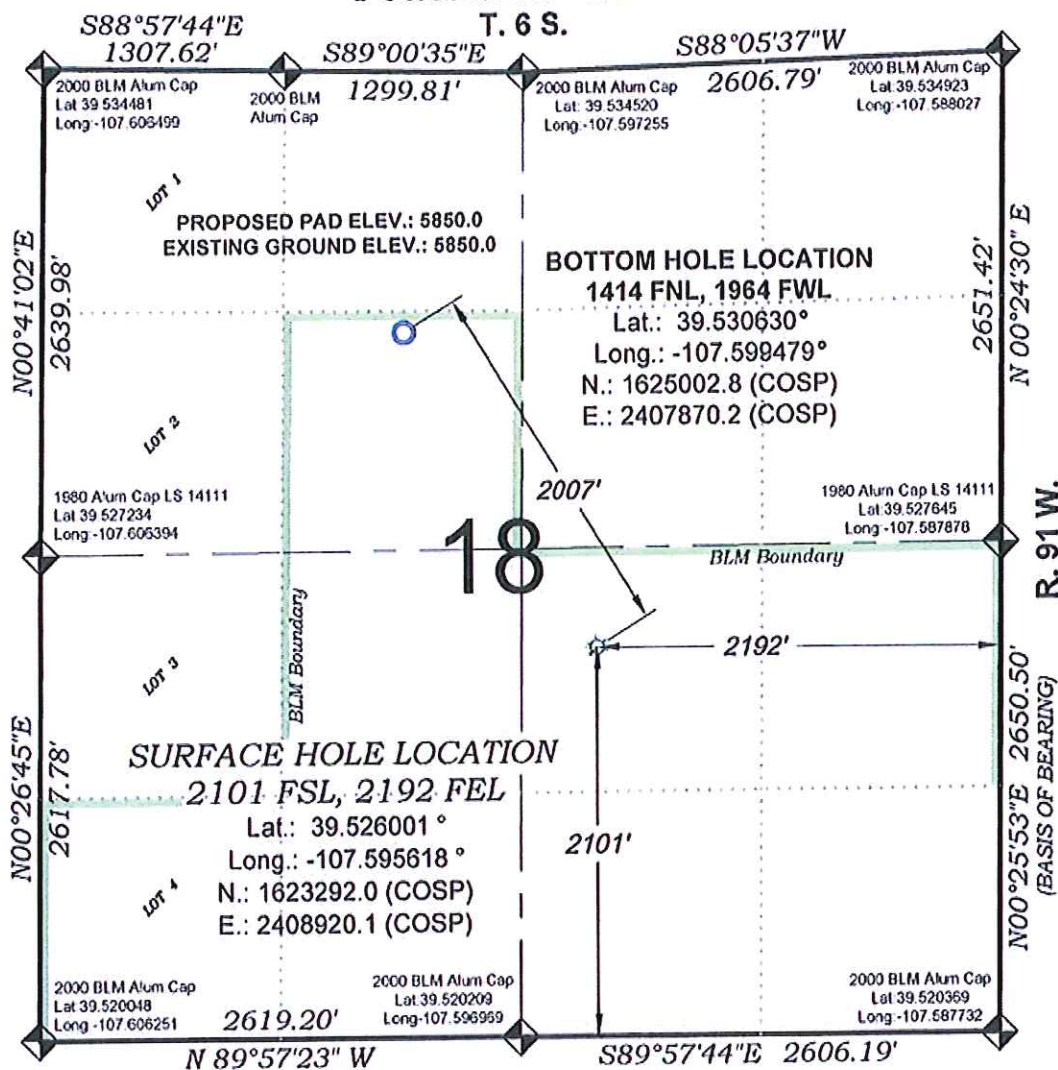 T. 6 S.
S88°57'44"E
1307.62'
S89°00'35"E
1299.81'
S88°05'37"W
2606.79'
2000 BLM Alum Cap
Lat 39.534481
Long:-107.606499
2000 BLM
Alum Cap
2000 BLM Alum Cap
Lat: 39.534520
Long:-107.597255
2000 BLM Alum Cap
Lat:39.534923
Long:-107.588027
LOT 1
PROPOSED PAD ELEV.: 5850.0
EXISTING GROUND ELEV.: 5850.0
N00°41'02"E
2639.98'
BOTTOM HOLE LOCATION
1414 FNL, 1964 FWL
Lat.: 39.530630°
Long.: -107.599479°
N.: 1625002.8 (COSP)
E.: 2407870.2 (COSP)
2651.42'
N 00°24'30" E
LOT 2
2007'
1980 Alum Cap LS 14111
Lat 39.527234
Long:-107.606394
1980 Alum Cap LS 14111
Lat:39.527645
Long:-107.587878
18
BLM Boundary
R. 91 W.
2192'
LOT 3
BLM Boundary
N00°26'45"E
2617.78'
SURFACE HOLE LOCATION
2101 FSL, 2192 FEL
Lat.: 39.526001 °
Long.: -107.595618 °
N.: 1623292.0 (COSP)
E.: 2408920.1 (COSP)
2101'
N00°25'53"E 2650.50'
(BASIS OF BEARING)
LOT 4
2000 BLM Alum Cap
Lat 39.520048
Long -107.606251
2619.20'
N 89°57'23" W
2000 BLM Alum Cap
Lat:39.520209
Long-107.596969
2000 BLM Alum Cap
Lat:39.520369
Long:-107.587732
S89°57'44"E 2606.19'